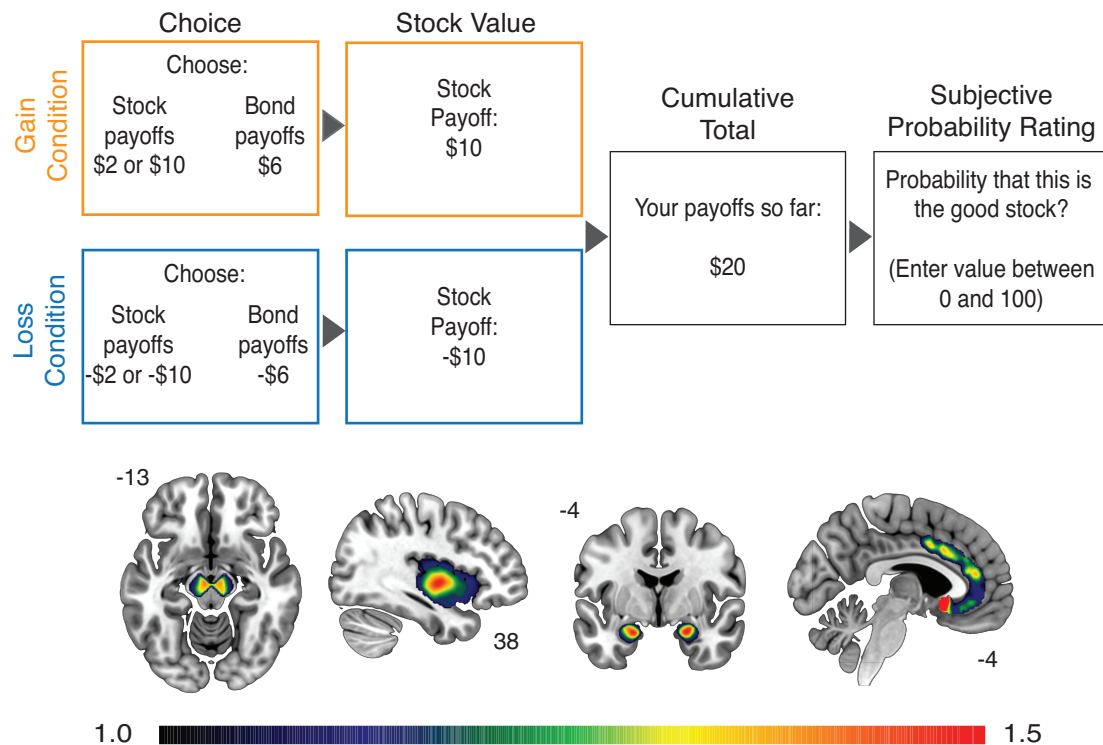 Choice
Stock Value
Gain
Condition
Choose:
Stock
payoffs
$2 or $10
Bond
payoffs
$6
Stock
Payoff:
$10
Cumulative
Total
Your payoffs so far:
$20
Subjective
Probability Rating
Probability that this is
the good stock?
(Enter value between
0 and 100)
Loss
Condition
Choose:
Stock
payoffs
-$2 or -$10
Bond
payoffs
-$6
Stock
Payoff:
-$10
-13
38
-4
-4
1.0
1.5